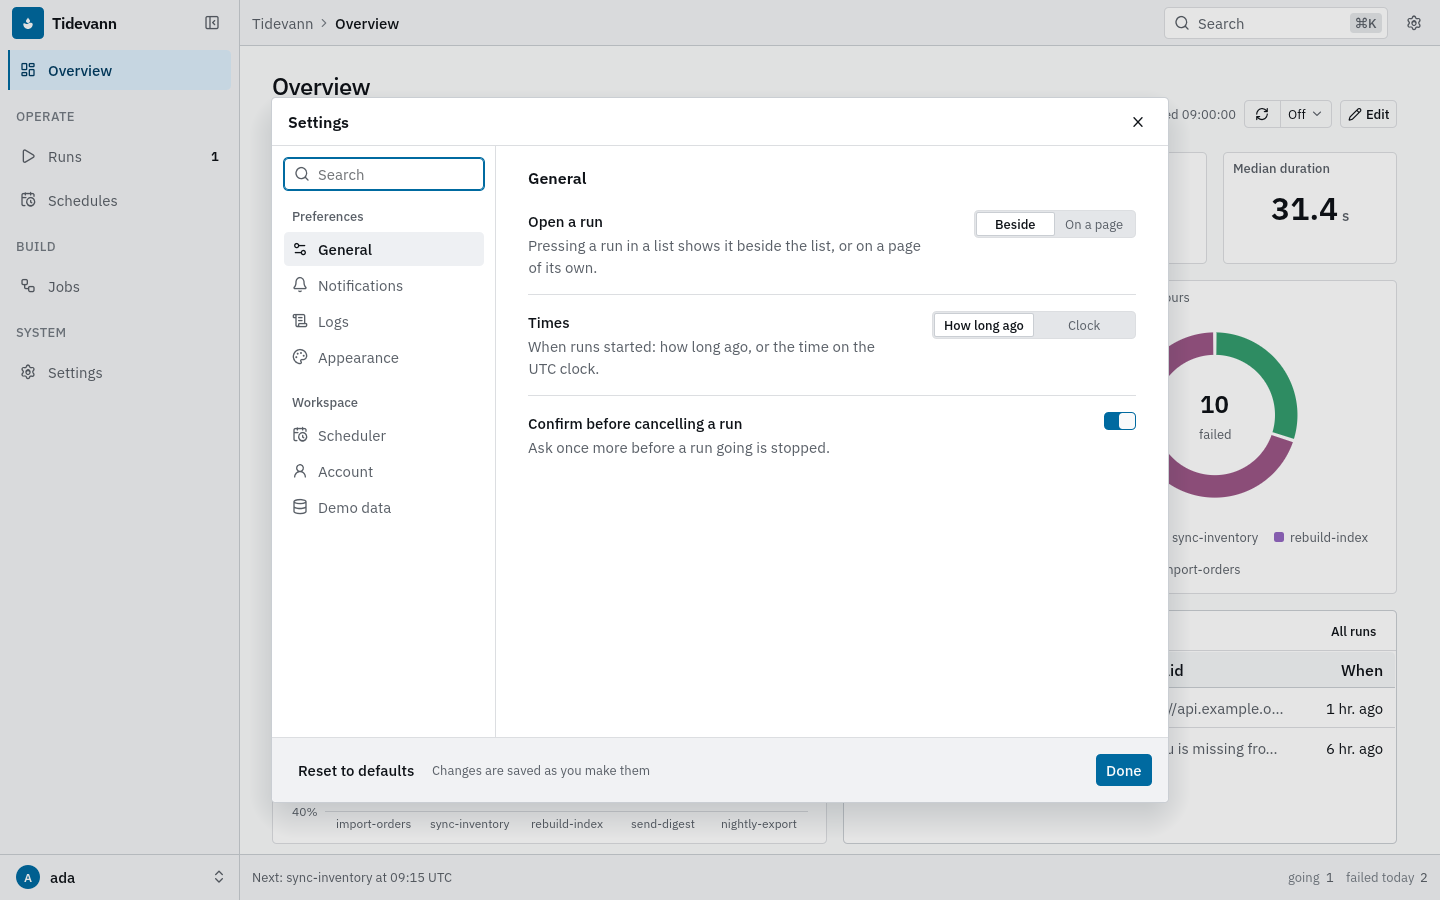 Tidevann
Tidevann > Overview
Search
⌘K
Overview
OPERATE
Runs
1
Schedules
BUILD
Jobs
SYSTEM
Settings
Overview
09:00:00
Off
Edit
Settings
Search
Preferences
General
Notifications
Logs
Appearance
Workspace
Scheduler
Account
Demo data
General
Open a run
Pressing a run in a list shows it beside the list, or on a page
of its own.
Beside
On a page
Times
When runs started: how long ago, or the time on the
UTC clock.
How long ago
Clock
Confirm before cancelling a run
Ask once more before a run going is stopped.
Reset to defaults
Changes are saved as you make them
Done
Median duration
31.4 s
10
failed
sync-inventory
rebuild-index
All runs
When
/api.example.o…
1 hr. ago
is missing fro…
6 hr. ago
40%
import-orders
sync-inventory
rebuild-index
send-digest
nightly-export
A
ada
Next: sync-inventory at 09:15 UTC
going 1
failed today 2